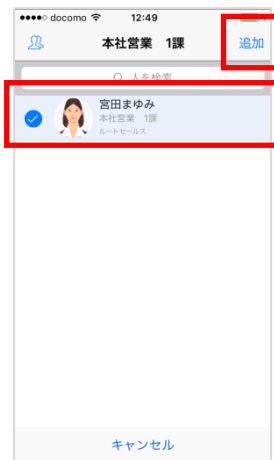 docomo 12:49
本社営業 1課 追加
人を検索
宮田まゆみ
本社営業 1課
ルートセールス
キャンセル